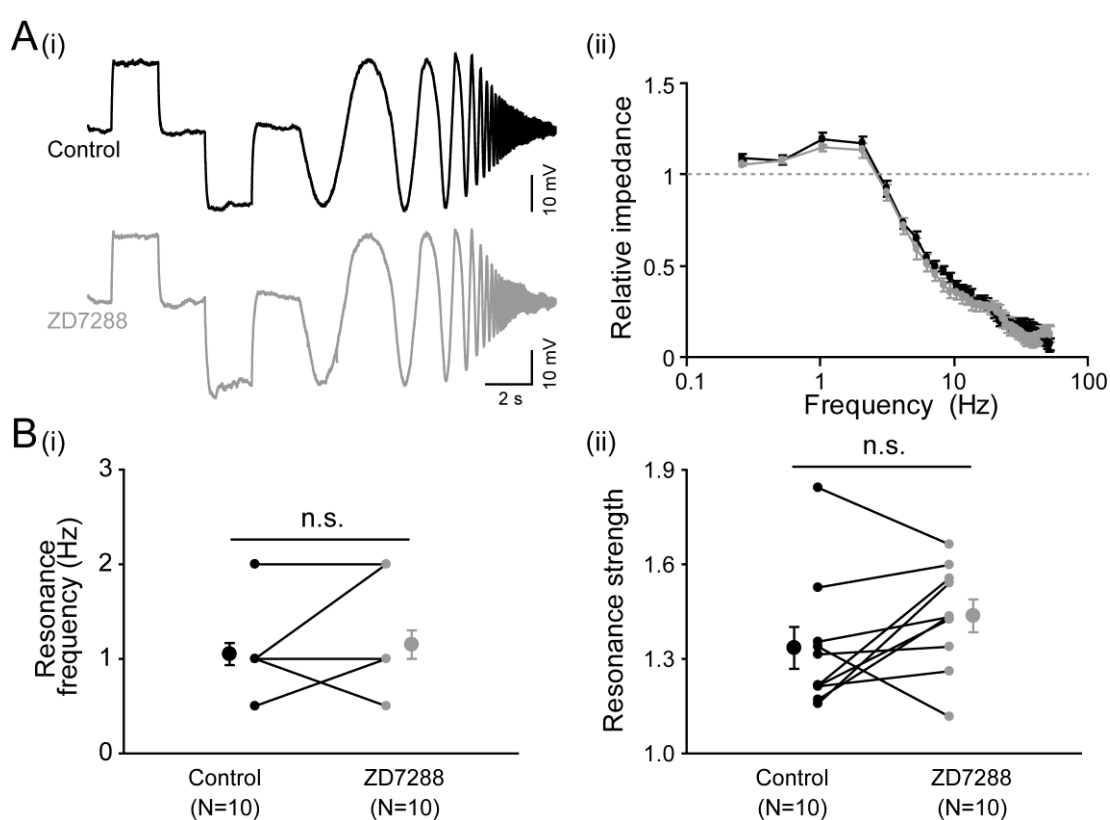 A (i)
Control
10 mV
ZD7288
10 mV
2 s
(ii)
Relative impedance
1.5
1
0.5
0
0.1
1
10
100
Frequency (Hz)
B (i)
Resonance
frequency (Hz)
3
2
1
0
n.s.
Control
(N=10)
ZD7288
(N=10)
(ii)
Resonance strength
1.9
1.6
1.3
1.0
n.s.
Control
(N=10)
ZD7288
(N=10)